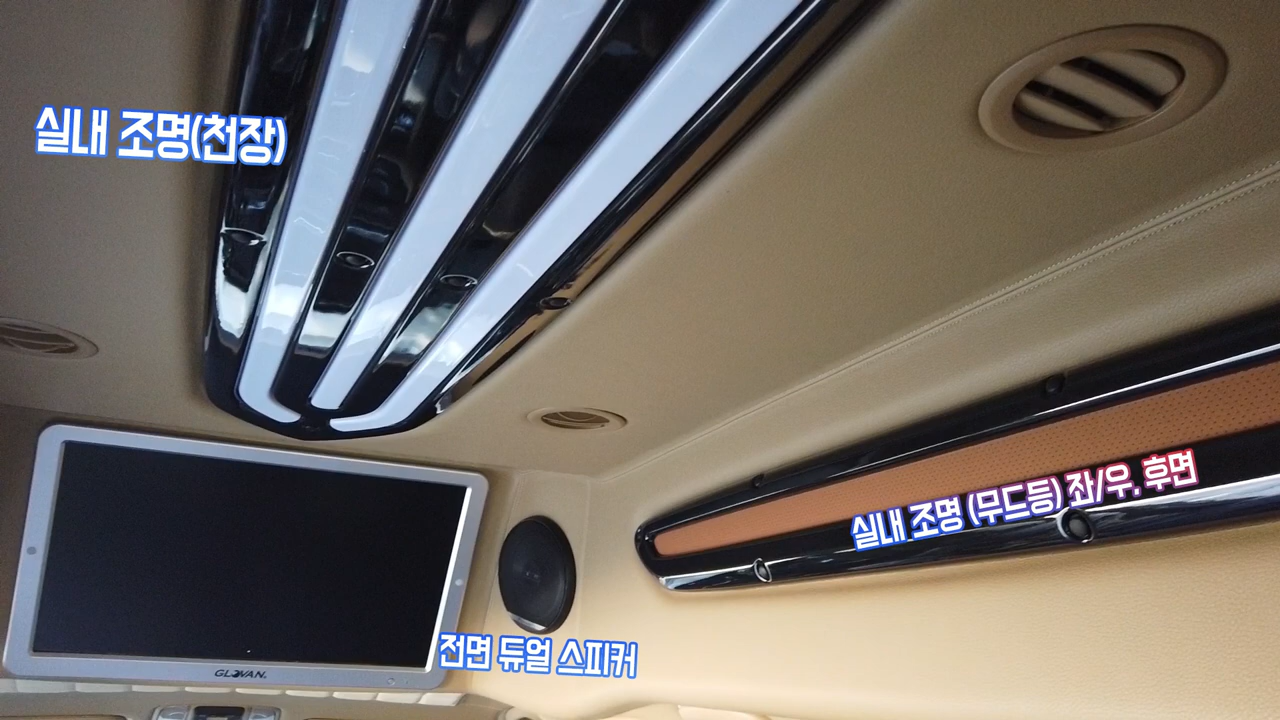 실내 조명(천장)
실내 조명 (무드등) 좌/우, 후면
전면 듀얼 스피커
GLOVAN.